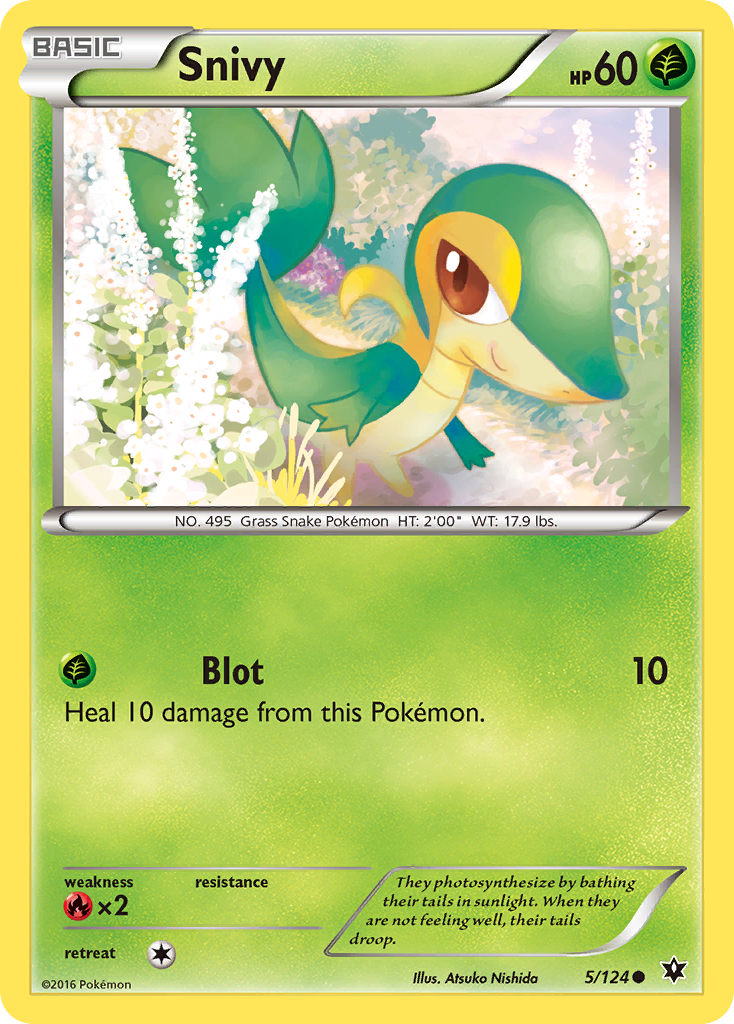 BASIC
Snivy
HP60
NO. 495 Grass Snake Pokémon HT: 2'00" WT: 17.9 lbs.
Blot 10
Heal 10 damage from this Pokémon.
weakness resistance
×2
They photosynthesize by bathing
their tails in sunlight. When they
are not feeling well, their tails
droop.
retreat
©2016 Pokémon
Illus. Atsuko Nishida
5/124